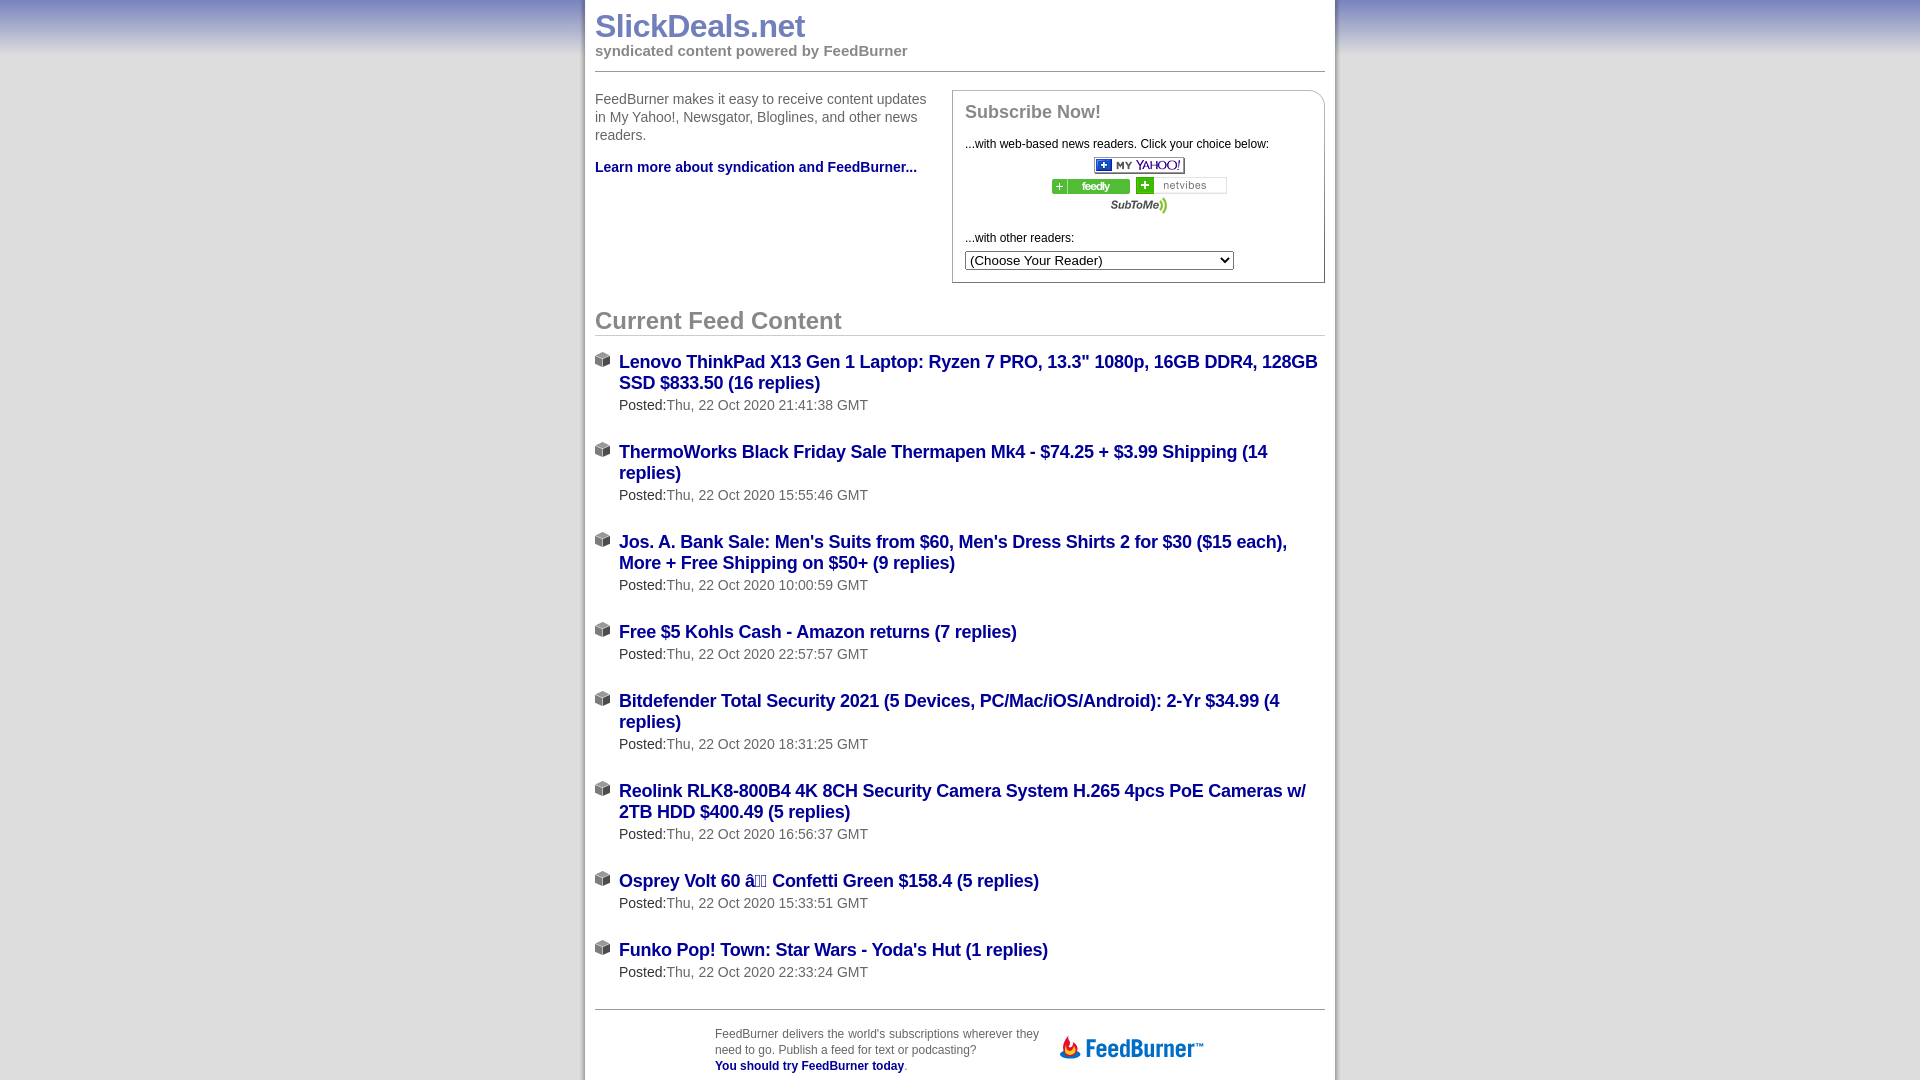 SlickDeals.net
syndicated content powered by FeedBurner
FeedBurner makes it easy to receive content updates
in My Yahoo!, Newsgator, Bloglines, and other news
readers.
Learn more about syndication and FeedBurner...
Subscribe Now!
...with web-based news readers. Click your choice below:
MY YAHOO!
feedly
netvibes
SubToMe
...with other readers:
(Choose Your Reader)
Current Feed Content
Lenovo ThinkPad X13 Gen 1 Laptop: Ryzen 7 PRO, 13.3" 1080p, 16GB DDR4, 128GB
SSD $833.50 (16 replies)
Posted:Thu, 22 Oct 2020 21:41:38 GMT
ThermoWorks Black Friday Sale Thermapen Mk4 - $74.25 + $3.99 Shipping (14
replies)
Posted:Thu, 22 Oct 2020 15:55:46 GMT
Jos. A. Bank Sale: Men's Suits from $60, Men's Dress Shirts 2 for $30 ($15 each),
More + Free Shipping on $50+ (9 replies)
Posted:Thu, 22 Oct 2020 10:00:59 GMT
Free $5 Kohls Cash - Amazon returns (7 replies)
Posted:Thu, 22 Oct 2020 22:57:57 GMT
Bitdefender Total Security 2021 (5 Devices, PC/Mac/iOS/Android): 2-Yr $34.99 (4
replies)
Posted:Thu, 22 Oct 2020 18:31:25 GMT
Reolink RLK8-800B4 4K 8CH Security Camera System H.265 4pcs PoE Cameras w/
2TB HDD $400.49 (5 replies)
Posted:Thu, 22 Oct 2020 16:56:37 GMT
Osprey Volt 60 â Confetti Green $158.4 (5 replies)
Posted:Thu, 22 Oct 2020 15:33:51 GMT
Funko Pop! Town: Star Wars - Yoda's Hut (1 replies)
Posted:Thu, 22 Oct 2020 22:33:24 GMT
FeedBurner delivers the world's subscriptions wherever they
need to go. Publish a feed for text or podcasting?
You should try FeedBurner today.
FeedBurner™